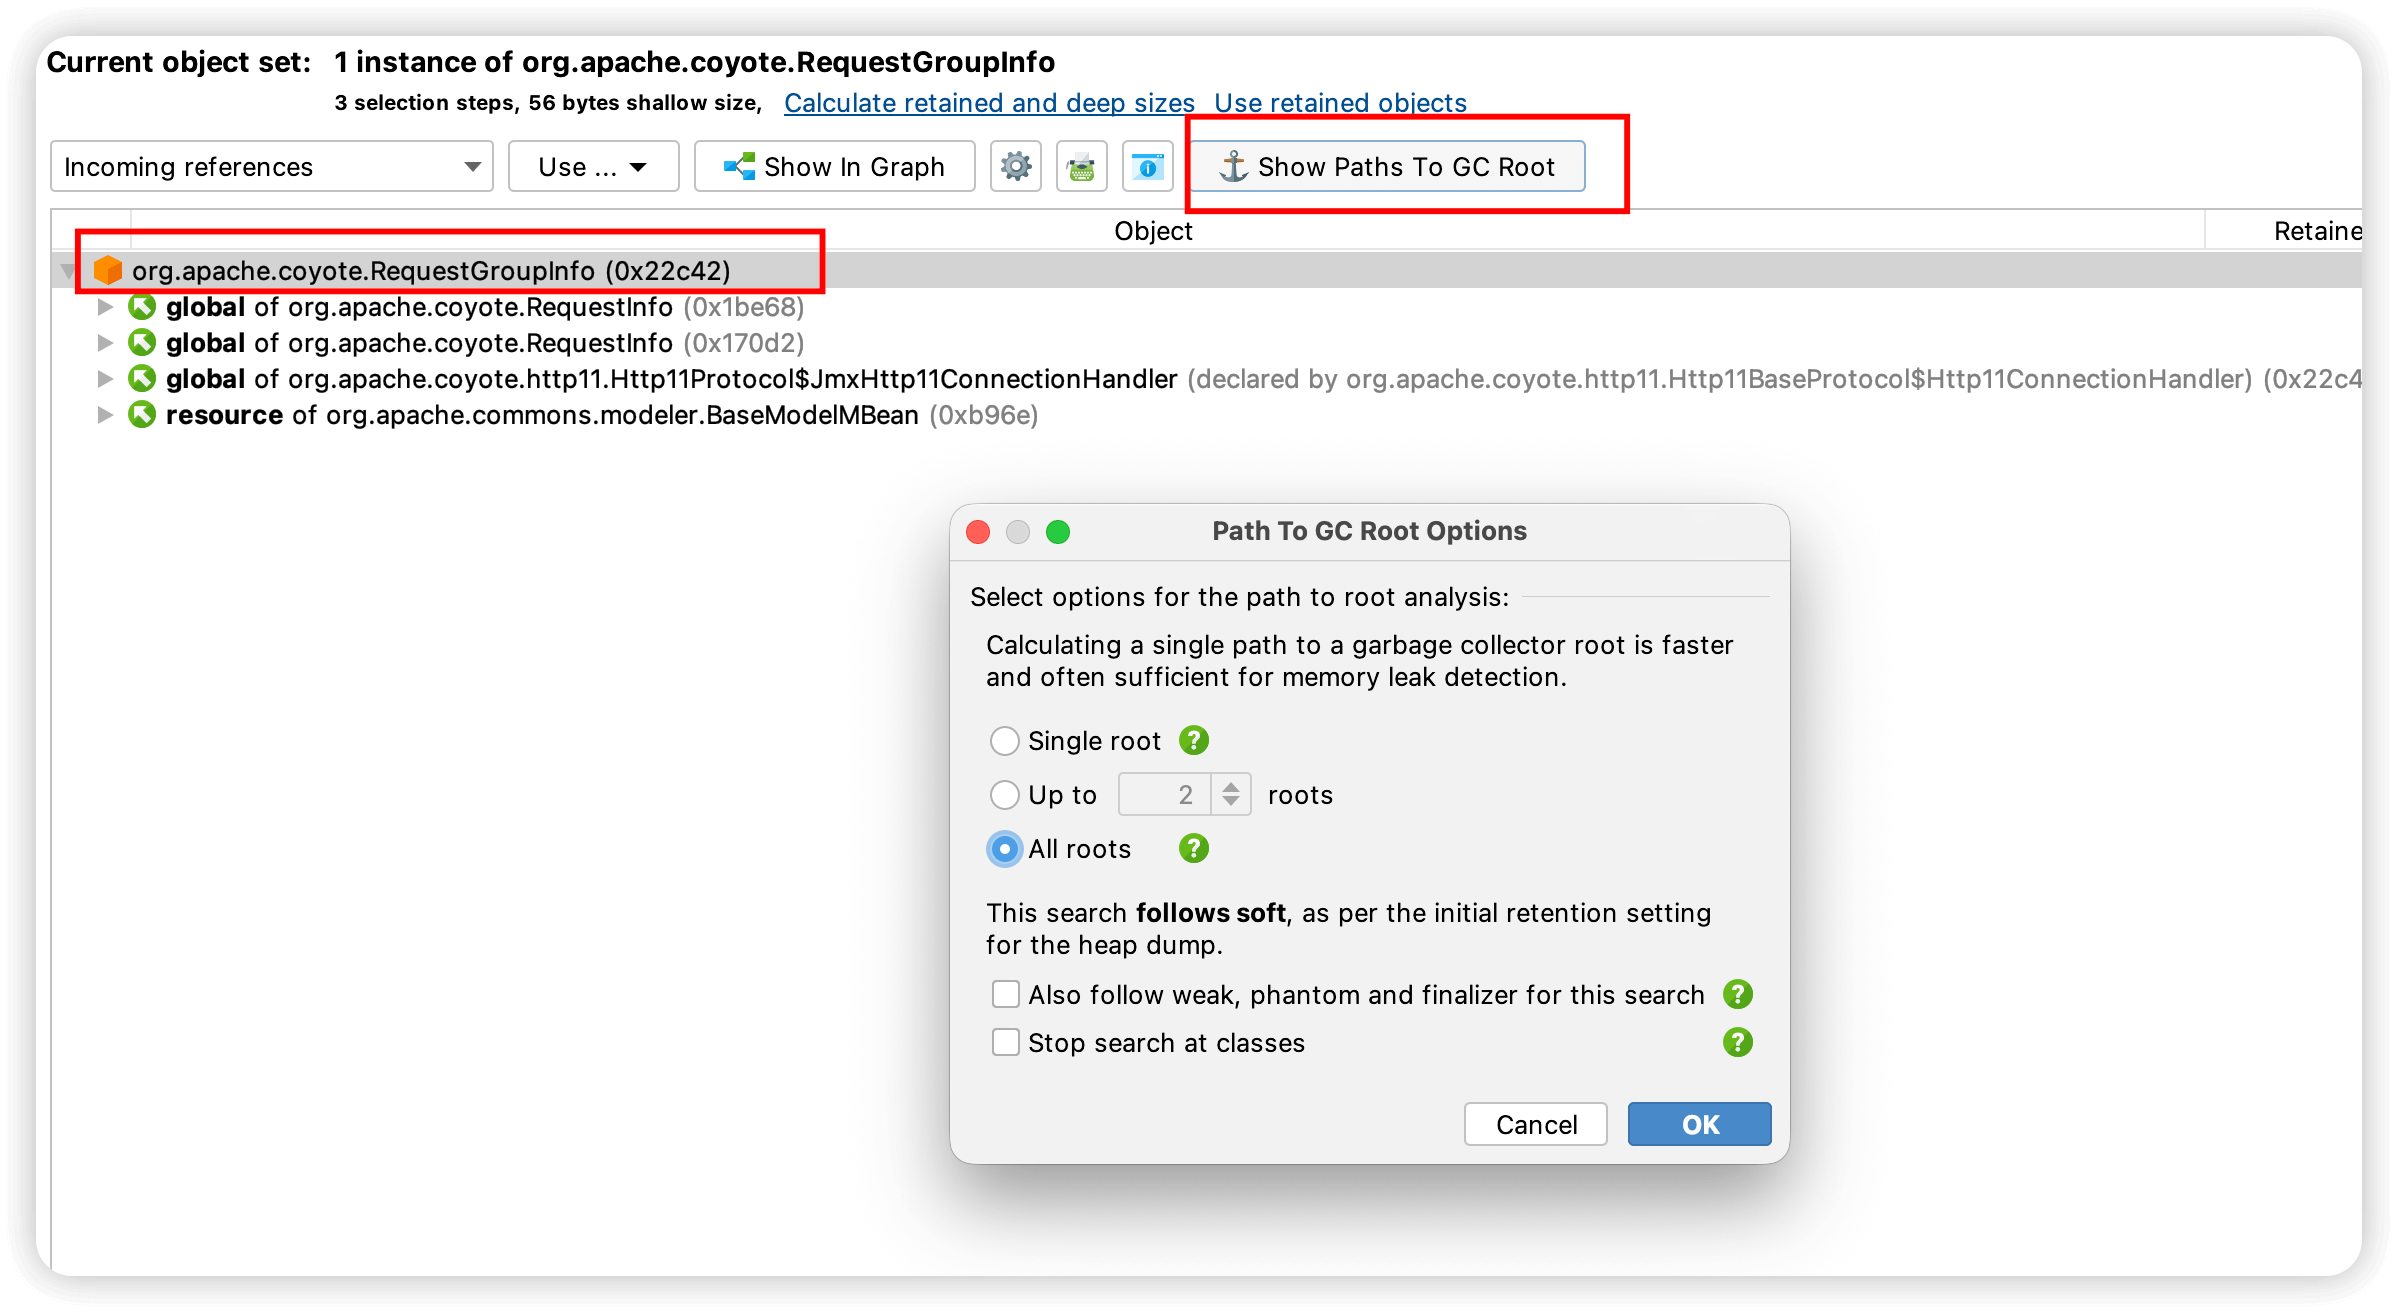 Current object set: 1 instance of org.apache.coyote.RequestGroupInfo
3 selection steps, 56 bytes shallow size, Calculate retained and deep sizes Use retained objects
Incoming references Use ... Show In Graph Show Paths To GC Root
Object Retaine
org.apache.coyote.RequestGroupInfo (0x22c42)
global of org.apache.coyote.RequestInfo (0x1be68)
global of org.apache.coyote.RequestInfo (0x170d2)
global of org.apache.coyote.http11.Http11Protocol$JmxHttp11ConnectionHandler (declared by org.apache.coyote.http11.Http11BaseProtocol$Http11ConnectionHandler) (0x22c4
resource of org.apache.commons.modeler.BaseModelMBean (0xb96e)
Path To GC Root Options
Select options for the path to root analysis:
Calculating a single path to a garbage collector root is faster
and often sufficient for memory leak detection.
Single root ?
Up to 2 roots
All roots ?
This search follows soft, as per the initial retention setting
for the heap dump.
Also follow weak, phantom and finalizer for this search ?
Stop search at classes ?
Cancel OK